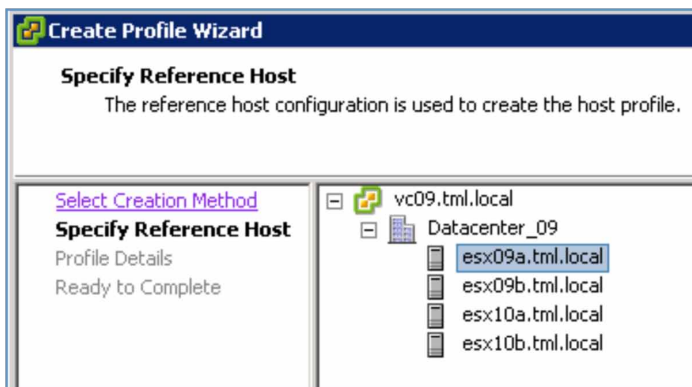 Create Profile Wizard
Specify Reference Host
The reference host configuration is used to create the host profile.
Select Creation Method
Specify Reference Host
Profile Details
Ready to Complete
vc09.tml.local
Datacenter_09
esx09a.tml.local
esx09b.tml.local
esx10a.tml.local
esx10b.tml.local